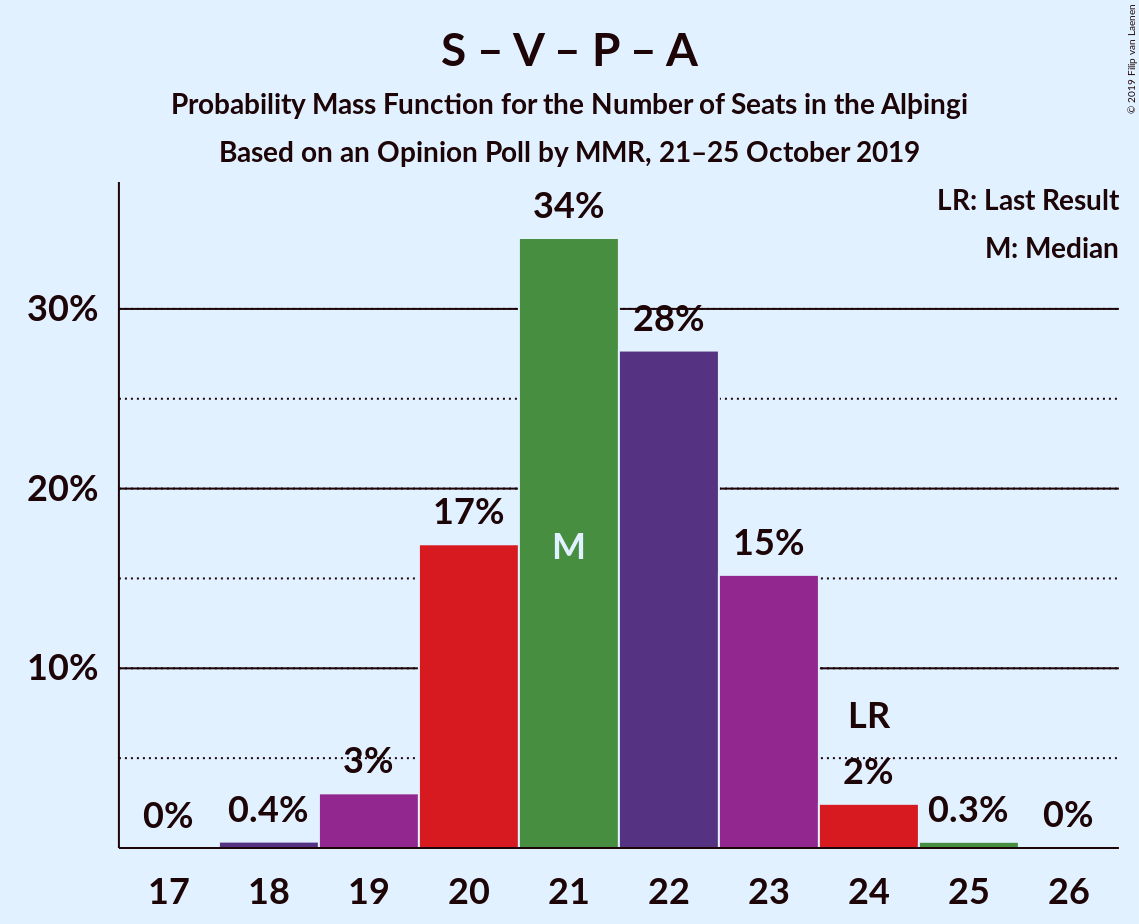 S – V – P – A
Probability Mass Function for the Number of Seats in the Alþingi
Based on an Opinion Poll by MMR, 21–25 October 2019
© 2019 Filip van Laenen
LR: Last Result
M: Median
30%
20%
10%
0%
0.4%
3%
17%
34%
M
28%
15%
LR
2%
0.3%
0%
17 18 19 20 21 22 23 24 25 26